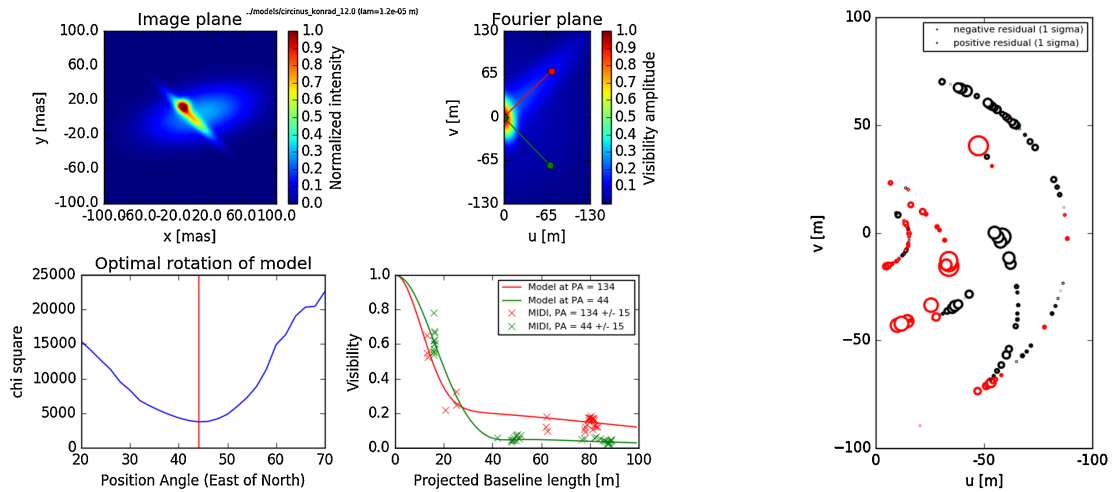 ../models/circinus_konrad_12.0 (lam=1.2e-05 m)
Image plane
100.0
60.0
20.0
-20.0
-60.0
-100.0
y [mas]
-100.0 -60.0 -20.0 20.0 60.0 100.0
x [mas]
1.0
0.9
0.8
0.7
0.6
0.5
0.4
0.3
0.2
0.1
0.0
Normalized intensity
Fourier plane
130
65
0
-65
-130
v [m]
0 -65 -130
u [m]
1.0
0.9
0.8
0.7
0.6
0.5
0.4
0.3
0.2
0.1
Visibility amplitude
Optimal rotation of model
25000
20000
15000
10000
5000
0
chi square
20 30 40 50 60 70
Position Angle (East of North)
1.0
0.8
0.6
0.4
0.2
0.0
Visibility
Model at PA = 134
Model at PA = 44
MIDI, PA = 134 +/- 15
MIDI, PA = 44 +/- 15
0 20 40 60 80 100
Projected Baseline length [m]
negative residual (1 sigma)
positive residual (1 sigma)
100
50
0
−50
−100
v [m]
-0 -50 -100
u [m]